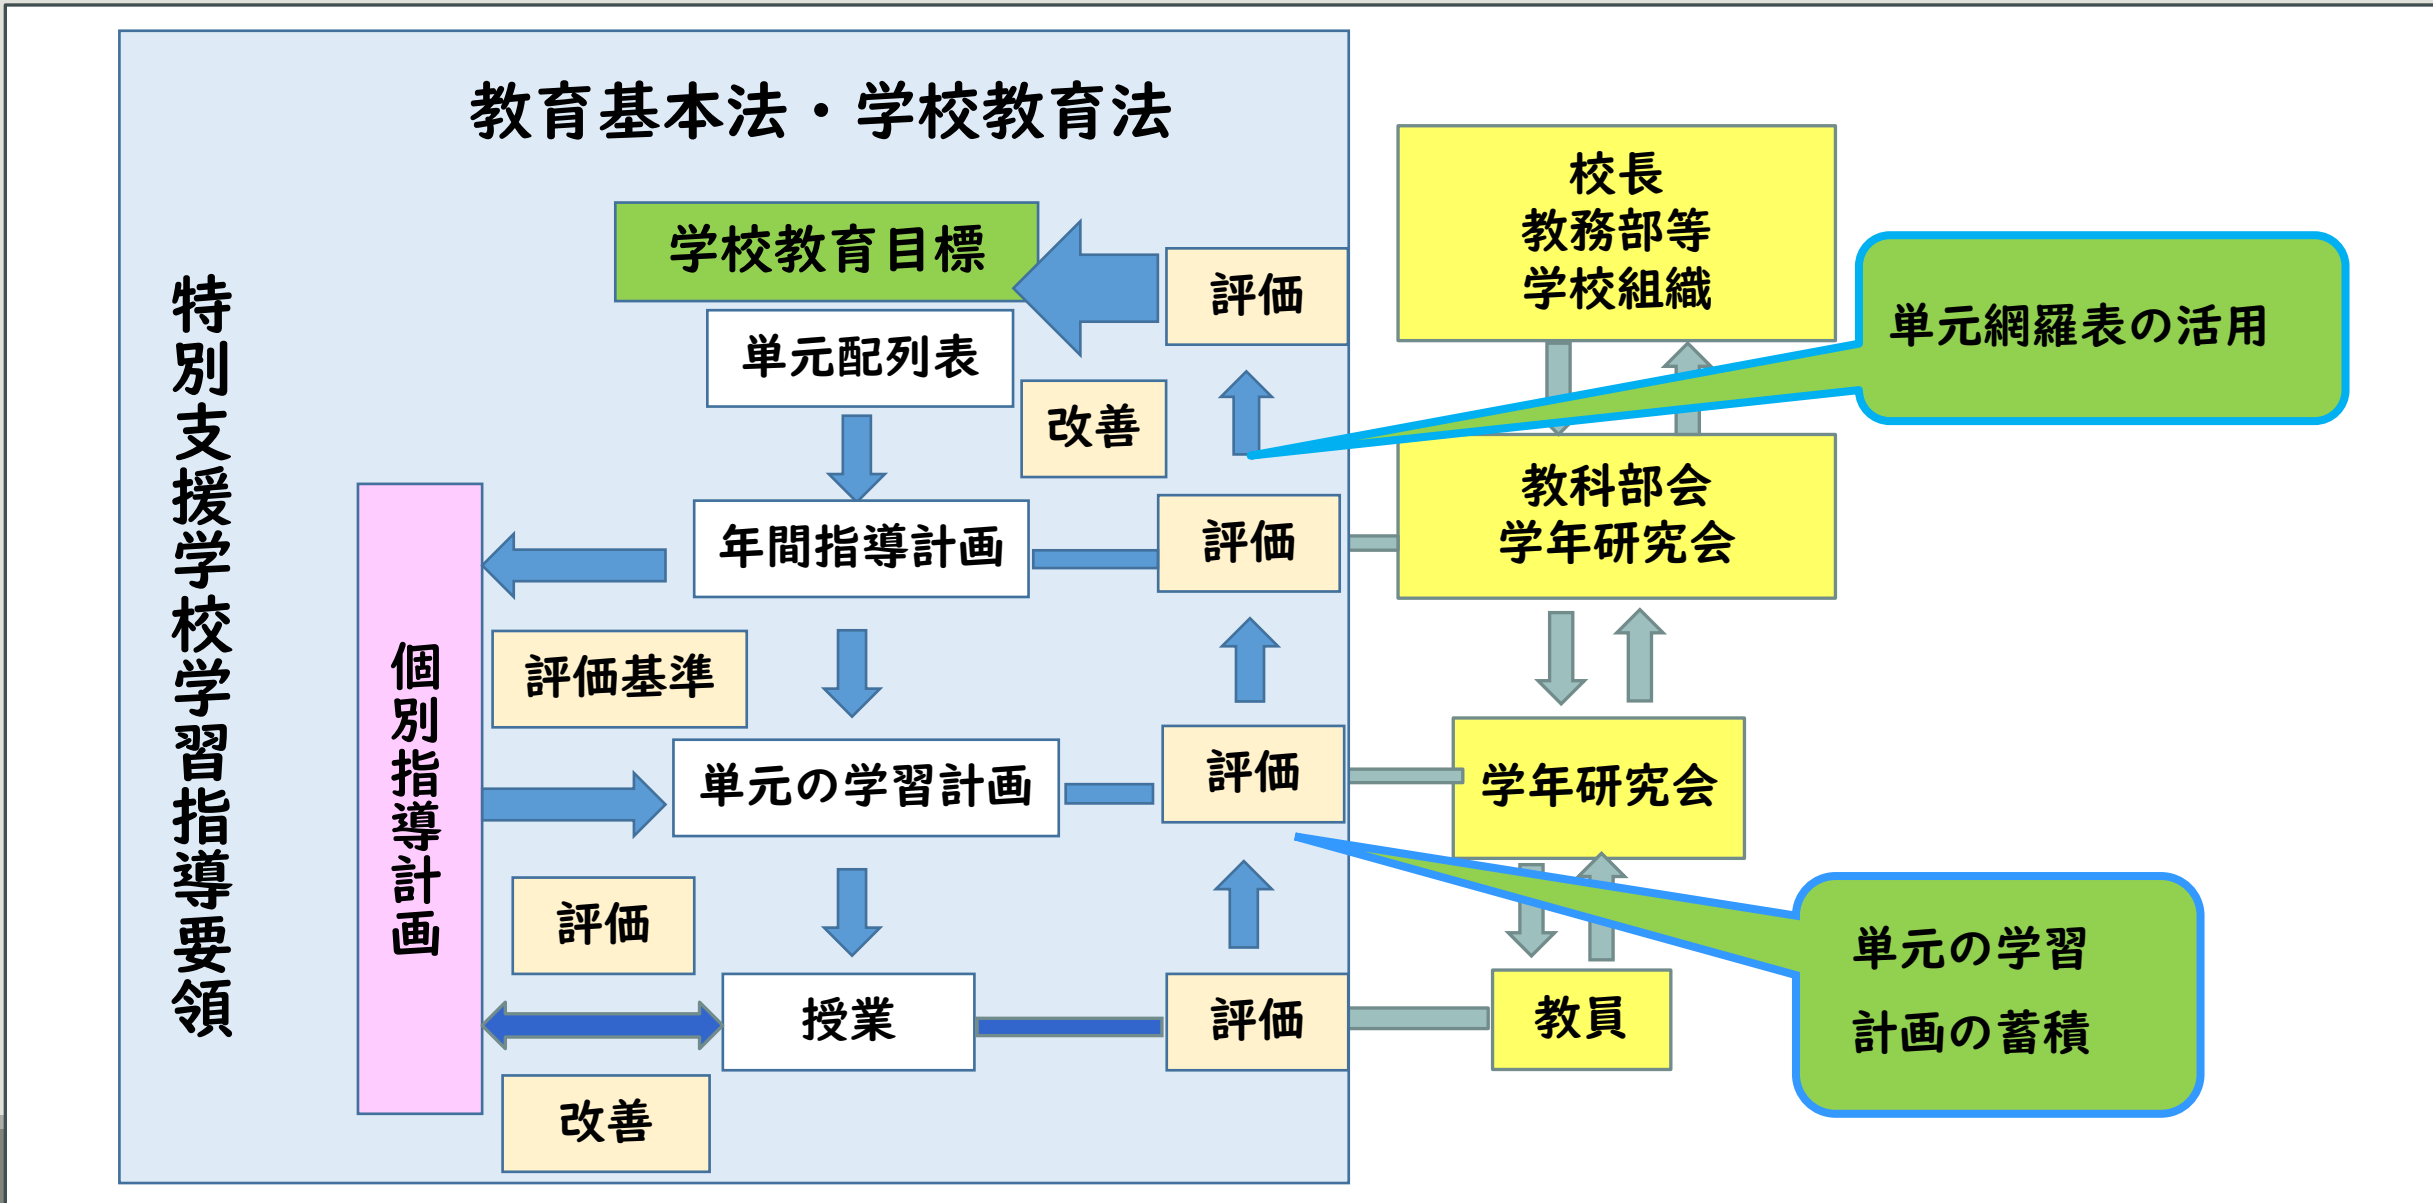 教育基本法・学校教育法
特別支援学校学習指導要領
学校教育目標
評価
単元配列表
改善
年間指導計画
評価
個別指導計画
評価基準
単元の学習計画
評価
評価
授業
評価
改善
校長
教務部等
学校組織
単元網羅表の活用
教科部会
学年研究会
学年研究会
教員
単元の学習
計画の蓄積